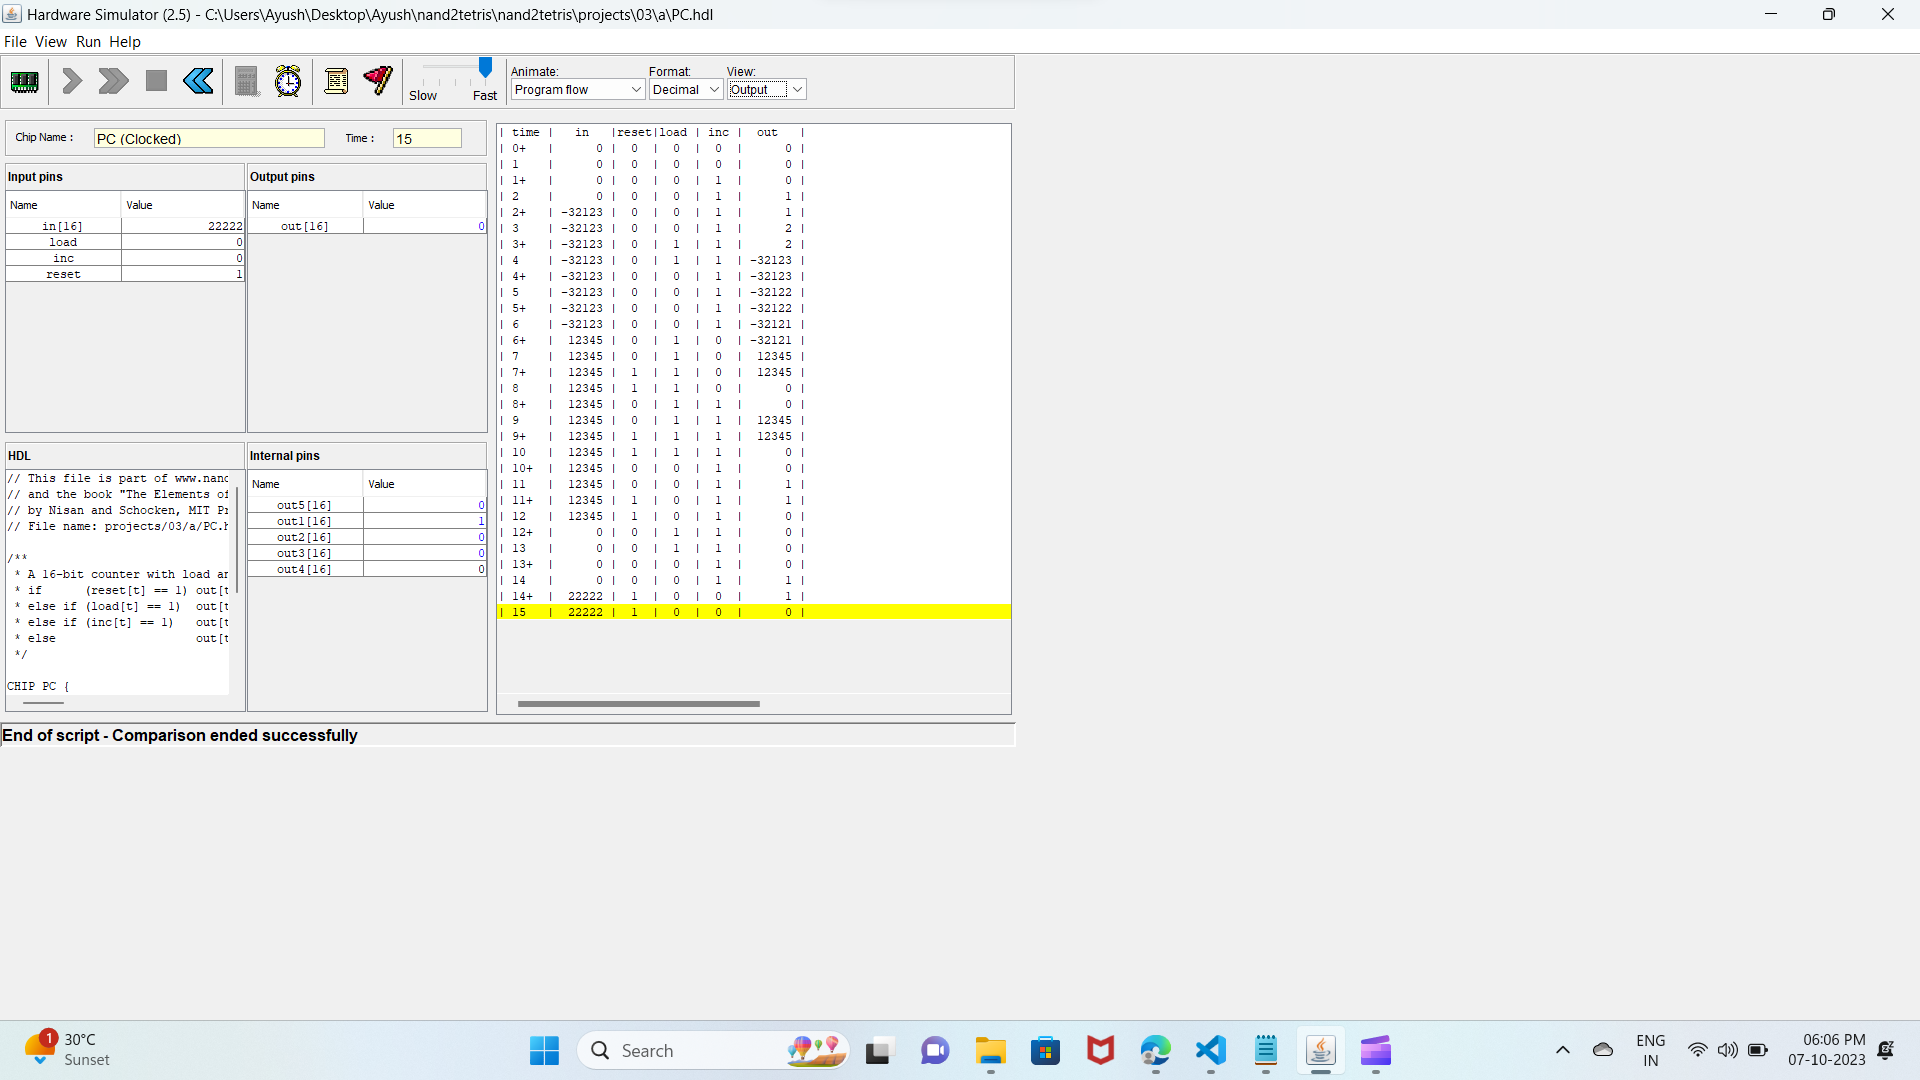 Hardware Simulator (2.5) - C:\Users\Ayush\Desktop\Ayush\nand2tetris\nand2tetris\projects\03\a\PC.hdl
File View Run Help
Slow Fast
Animate: Format: View:
Program flow Decimal Output
Chip Name : PC (Clocked) Time : 15
Input pins
Name Value
in[16] 22222
load 0
inc 0
reset 1
Output pins
Name Value
out[16] 0
HDL
// This file is part of www.nand
// and the book "The Elements of
// by Nisan and Schocken, MIT Pr
// File name: projects/03/a/PC.h
/**
* A 16-bit counter with load an
* if (reset[t] == 1) out[t
* else if (load[t] == 1) out[t
* else if (inc[t] == 1) out[t
* else out[t
*/
CHIP PC {
Internal pins
Name Value
out5[16] 0
out1[16] 1
out2[16] 0
out3[16] 0
out4[16] 0
| time | in |reset|load | inc | out |
| 0+ | 0 | 0 | 0 | 0 | 0 |
| 1 | 0 | 0 | 0 | 0 | 0 |
| 1+ | 0 | 0 | 0 | 1 | 0 |
| 2 | 0 | 0 | 0 | 1 | 1 |
| 2+ | -32123 | 0 | 0 | 1 | 1 |
| 3 | -32123 | 0 | 0 | 1 | 2 |
| 3+ | -32123 | 0 | 1 | 1 | 2 |
| 4 | -32123 | 0 | 1 | 1 | -32123 |
| 4+ | -32123 | 0 | 0 | 1 | -32123 |
| 5 | -32123 | 0 | 0 | 1 | -32122 |
| 5+ | -32123 | 0 | 0 | 1 | -32122 |
| 6 | -32123 | 0 | 0 | 1 | -32121 |
| 6+ | 12345 | 0 | 1 | 0 | -32121 |
| 7 | 12345 | 0 | 1 | 0 | 12345 |
| 7+ | 12345 | 1 | 1 | 0 | 12345 |
| 8 | 12345 | 1 | 1 | 0 | 0 |
| 8+ | 12345 | 0 | 1 | 1 | 0 |
| 9 | 12345 | 0 | 1 | 1 | 12345 |
| 9+ | 12345 | 1 | 1 | 1 | 12345 |
| 10 | 12345 | 1 | 1 | 1 | 0 |
| 10+ | 12345 | 0 | 0 | 1 | 0 |
| 11 | 12345 | 0 | 0 | 1 | 1 |
| 11+ | 12345 | 1 | 0 | 1 | 1 |
| 12 | 12345 | 1 | 0 | 1 | 0 |
| 12+ | 0 | 0 | 1 | 1 | 0 |
| 13 | 0 | 0 | 1 | 1 | 0 |
| 13+ | 0 | 0 | 0 | 1 | 0 |
| 14 | 0 | 0 | 0 | 1 | 1 |
| 14+ | 22222 | 1 | 0 | 0 | 1 |
| 15 | 22222 | 1 | 0 | 0 | 0 |
End of script - Comparison ended successfully
1
30°C
Sunset
Search
ENG
IN
06:06 PM
07-10-2023